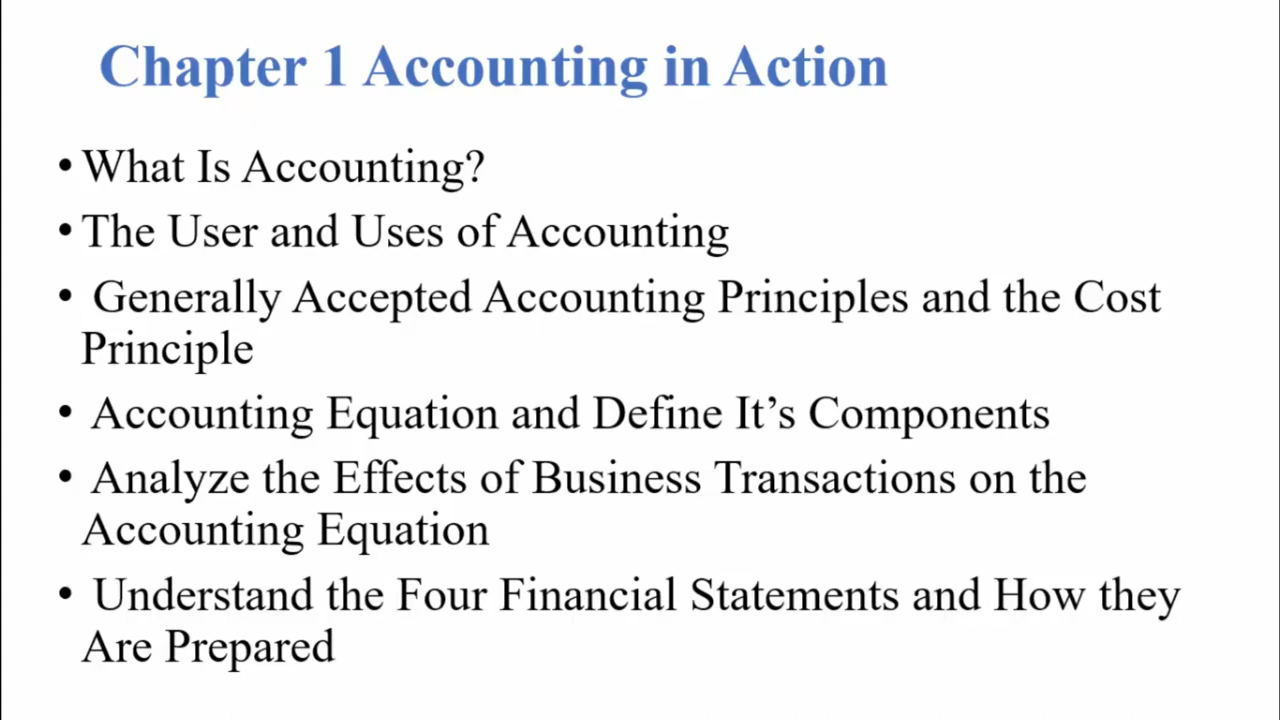 Chapter 1 Accounting in Action
• What Is Accounting?
• The User and Uses of Accounting
• Generally Accepted Accounting Principles and the Cost
Principle
• Accounting Equation and Define It’s Components
• Analyze the Effects of Business Transactions on the
Accounting Equation
• Understand the Four Financial Statements and How they
Are Prepared